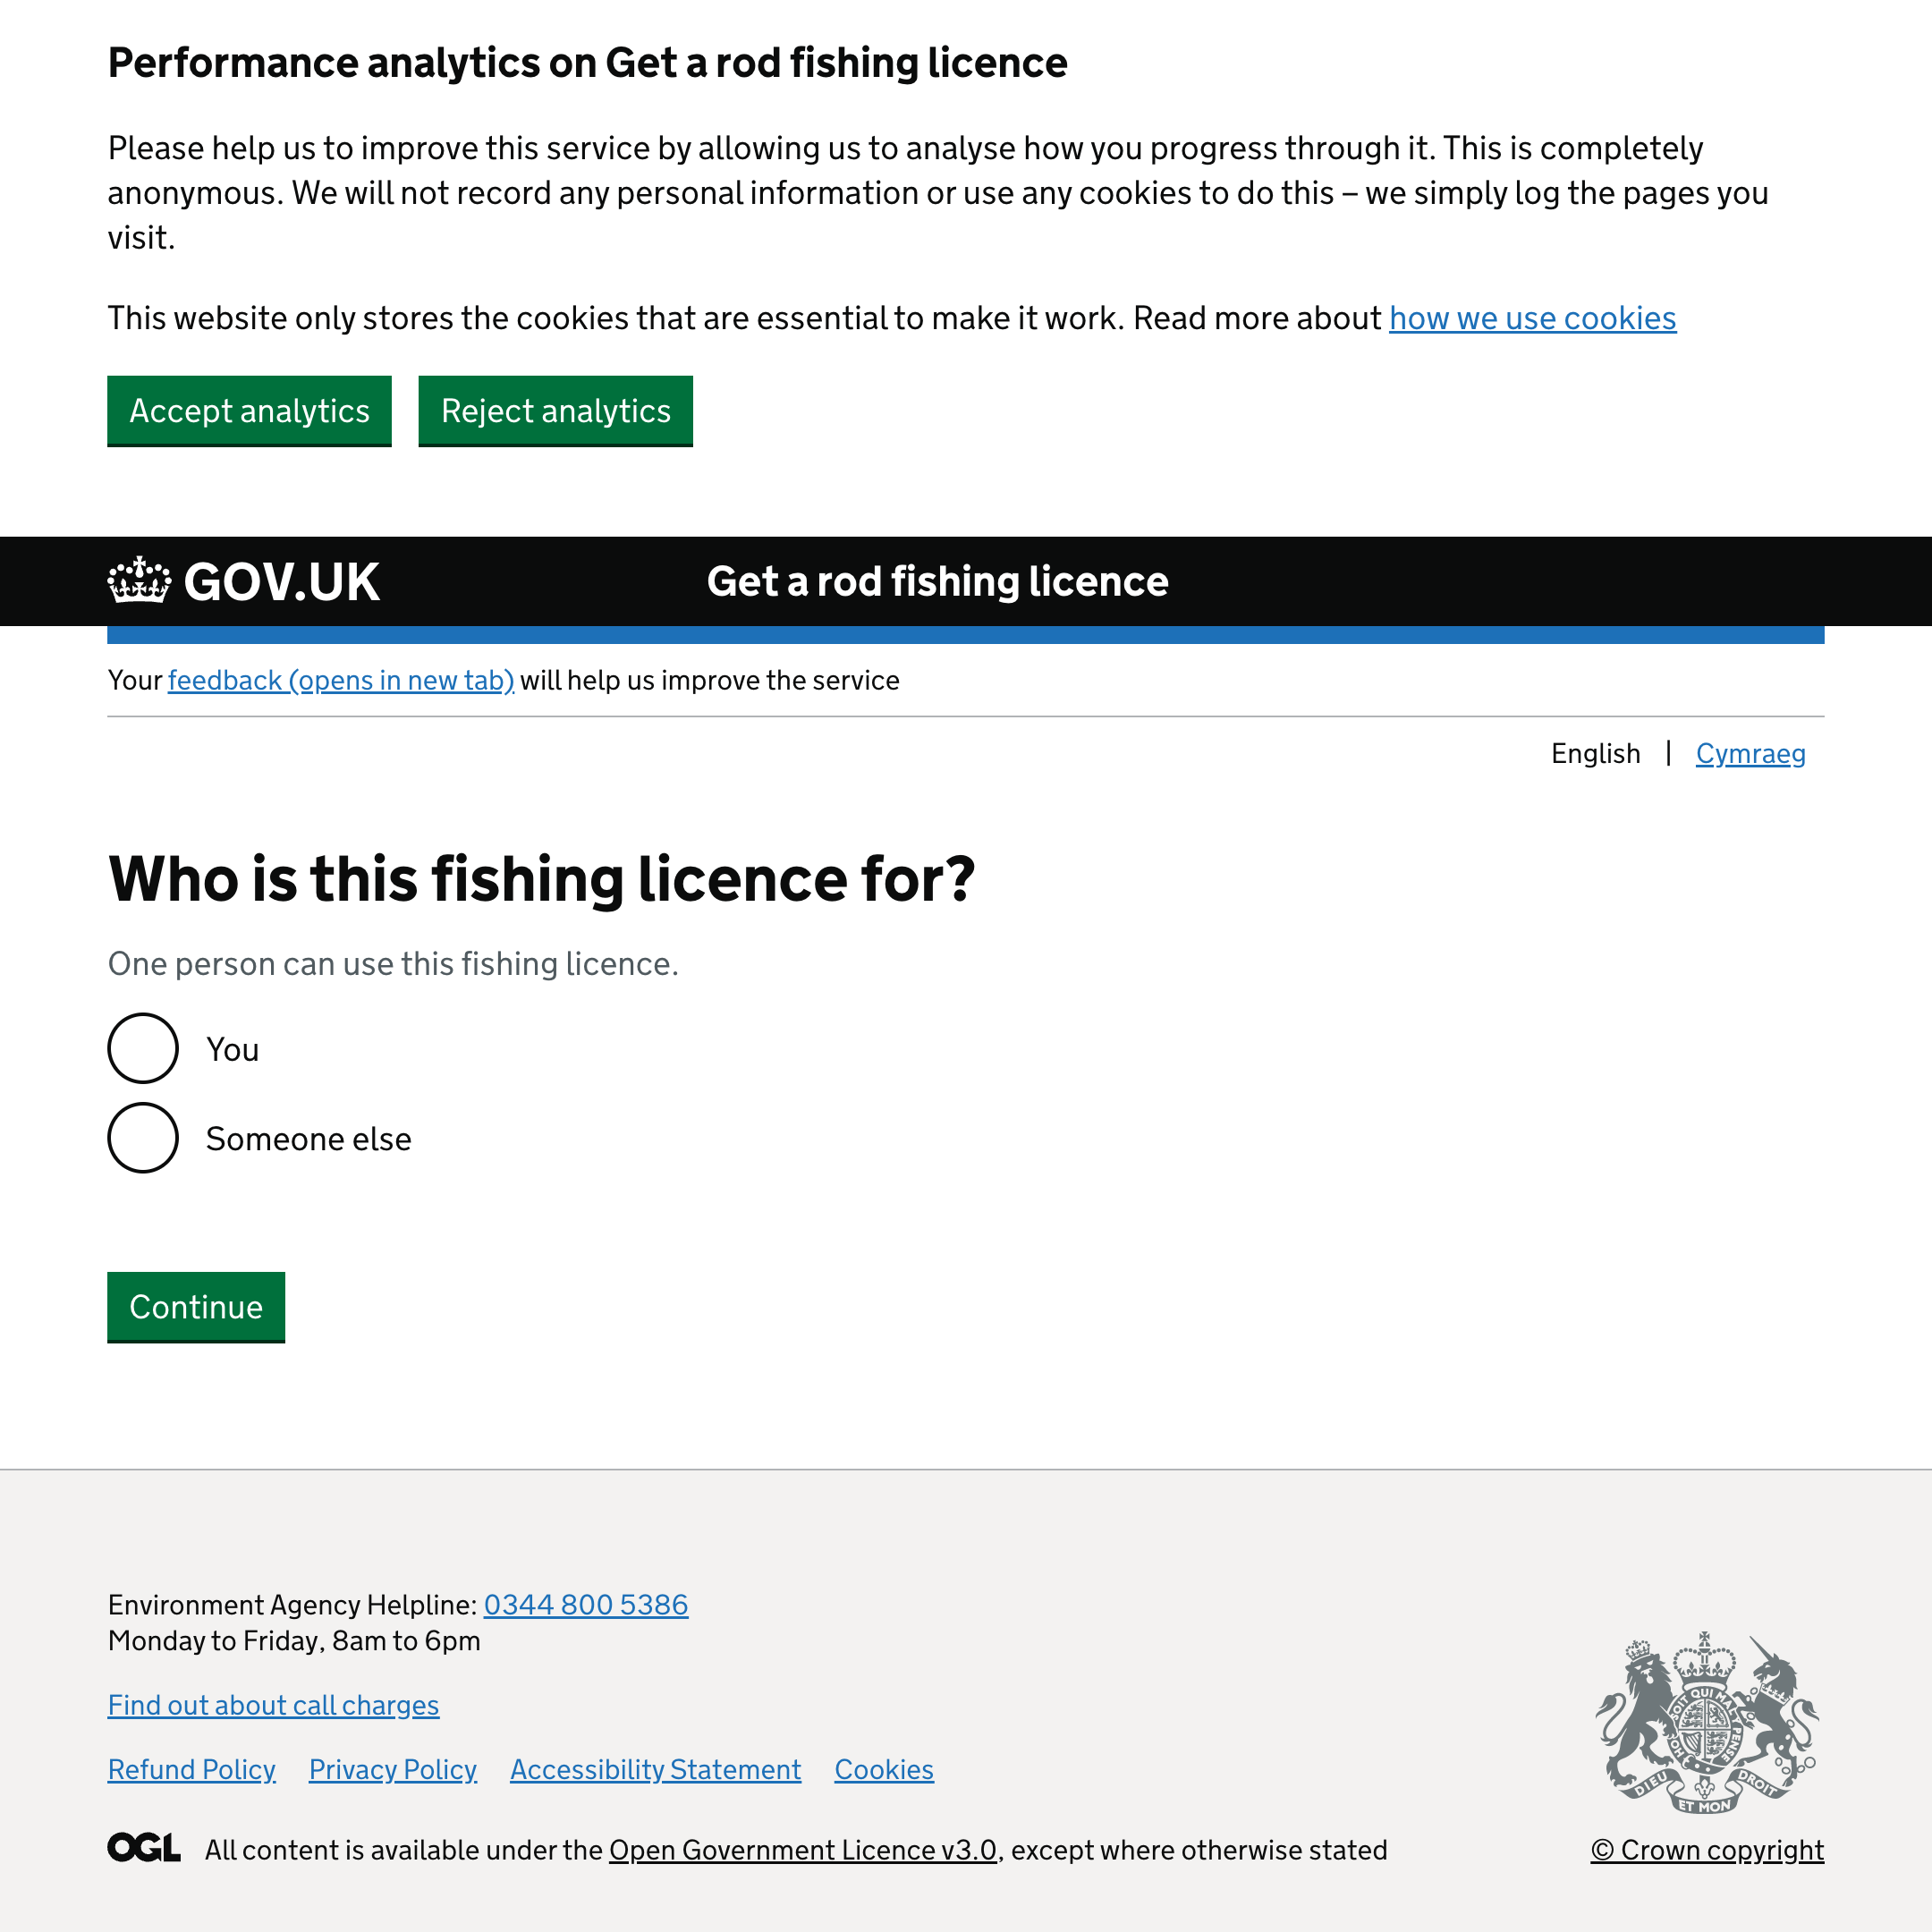 Performance analytics on Get a rod fishing licence
Please help us to improve this service by allowing us to analyse how you progress through it. This is completely
anonymous. We will not record any personal information or use any cookies to do this – we simply log the pages you
visit.
This website only stores the cookies that are essential to make it work. Read more about how we use cookies
Accept analytics
Reject analytics
GOV.UK
Get a rod fishing licence
Your feedback (opens in new tab) will help us improve the service
English | Cymraeg
Who is this fishing licence for?
One person can use this fishing licence.
You
Someone else
Continue
Environment Agency Helpline: 0344 800 5386
Monday to Friday, 8am to 6pm
Find out about call charges
Refund Policy Privacy Policy Accessibility Statement Cookies
DIEU ET MON DROIT
OGL All content is available under the Open Government Licence v3.0, except where otherwise stated
© Crown copyright